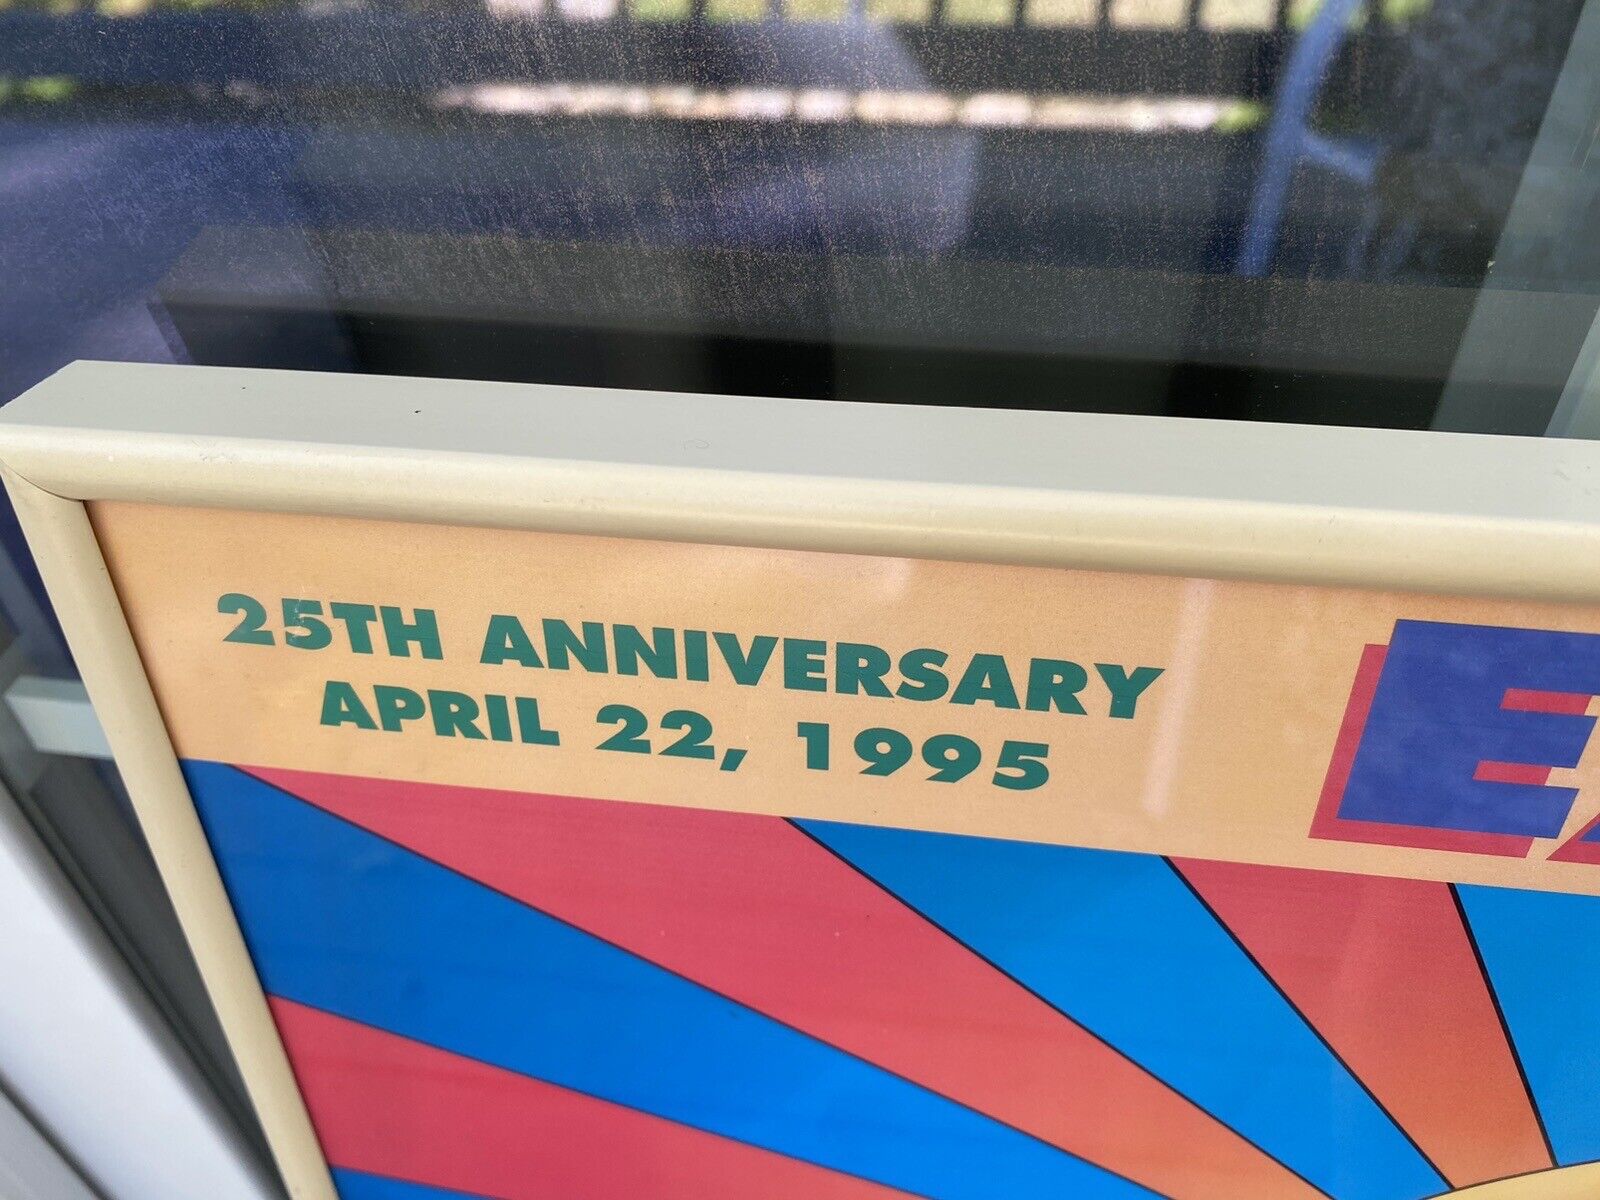 25TH ANNIVERSARY
APRIL 22, 1995